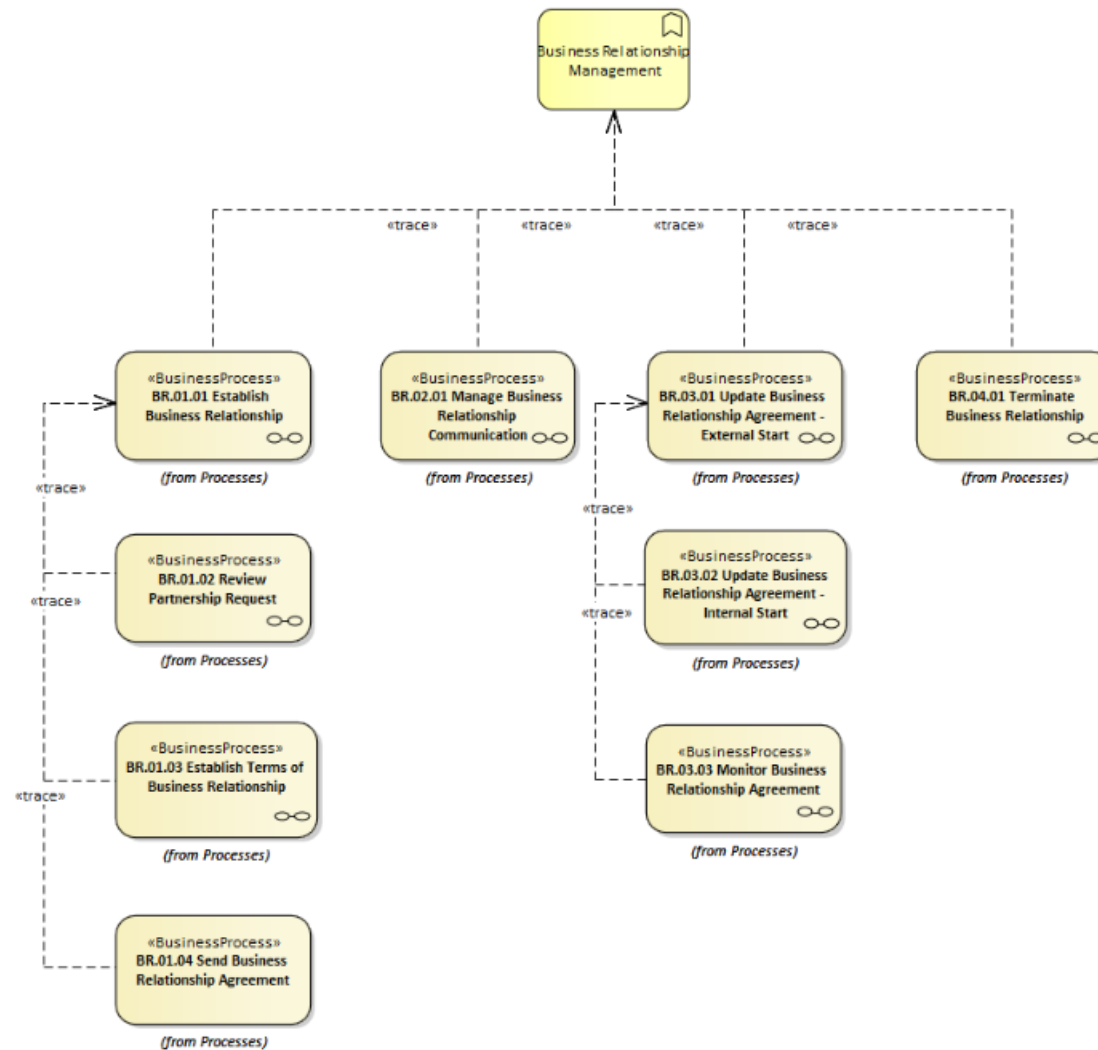 Business Relationship
Management
«trace»
«trace»
«trace»
«trace»
«BusinessProcess»
BR.01.01 Establish
Business Relationship
(from Processes)
«BusinessProcess»
BR.02.01 Manage Business
Relationship
Communication
(from Processes)
«BusinessProcess»
BR.03.01 Update Business
Relationship Agreement -
External Start
(from Processes)
«BusinessProcess»
BR.04.01 Terminate
Business Relationship
(from Processes)
«trace»
«trace»
«BusinessProcess»
BR.01.02 Review
Partnership Request
(from Processes)
«BusinessProcess»
BR.03.02 Update Business
Relationship Agreement -
Internal Start
(from Processes)
«trace»
«trace»
«BusinessProcess»
BR.01.03 Establish Terms of
Business Relationship
(from Processes)
«BusinessProcess»
BR.03.03 Monitor Business
Relationship Agreement
(from Processes)
«trace»
«BusinessProcess»
BR.01.04 Send Business
Relationship Agreement
(from Processes)